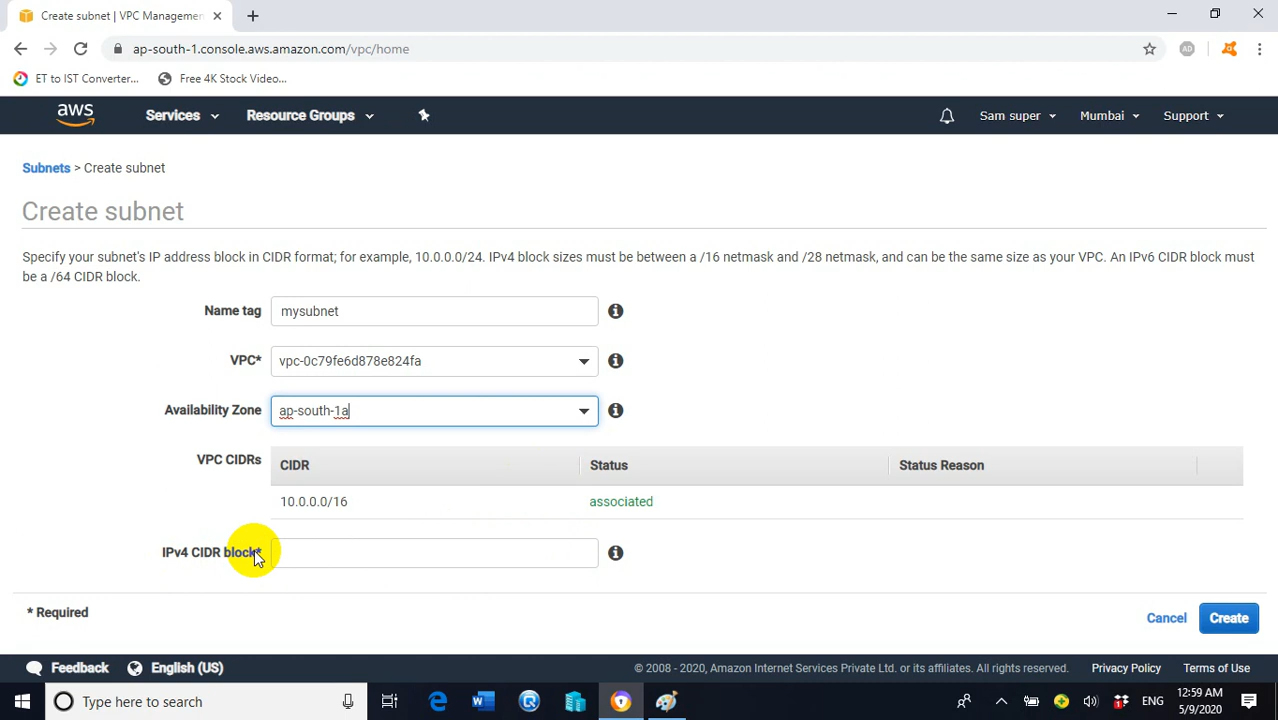 Create subnet | VPC Managemen
ap-south-1.console.aws.amazon.com/vpc/home
AD
ET to IST Converter...
Free 4K Stock Video...
aws
Services
Resource Groups
Sam super
Mumbai
Support
Subnets > Create subnet
Create subnet
Specify your subnet's IP address block in CIDR format; for example, 10.0.0.0/24. IPv4 block sizes must be between a /16 netmask and /28 netmask, and can be the same size as your VPC. An IPv6 CIDR block must
be a /64 CIDR block.
Name tag mysubnet
VPC* vpc-0c79fe6d878e824fa
Availability Zone ap-south-1a
VPC CIDRs CIDR Status Status Reason
10.0.0.0/16 associated
IPv4 CIDR block*
* Required
Cancel Create
Feedback English (US) © 2008 - 2020, Amazon Internet Services Private Ltd. or its affiliates. All rights reserved. Privacy Policy Terms of Use
Type here to search
ENG
12:59 AM
5/9/2020